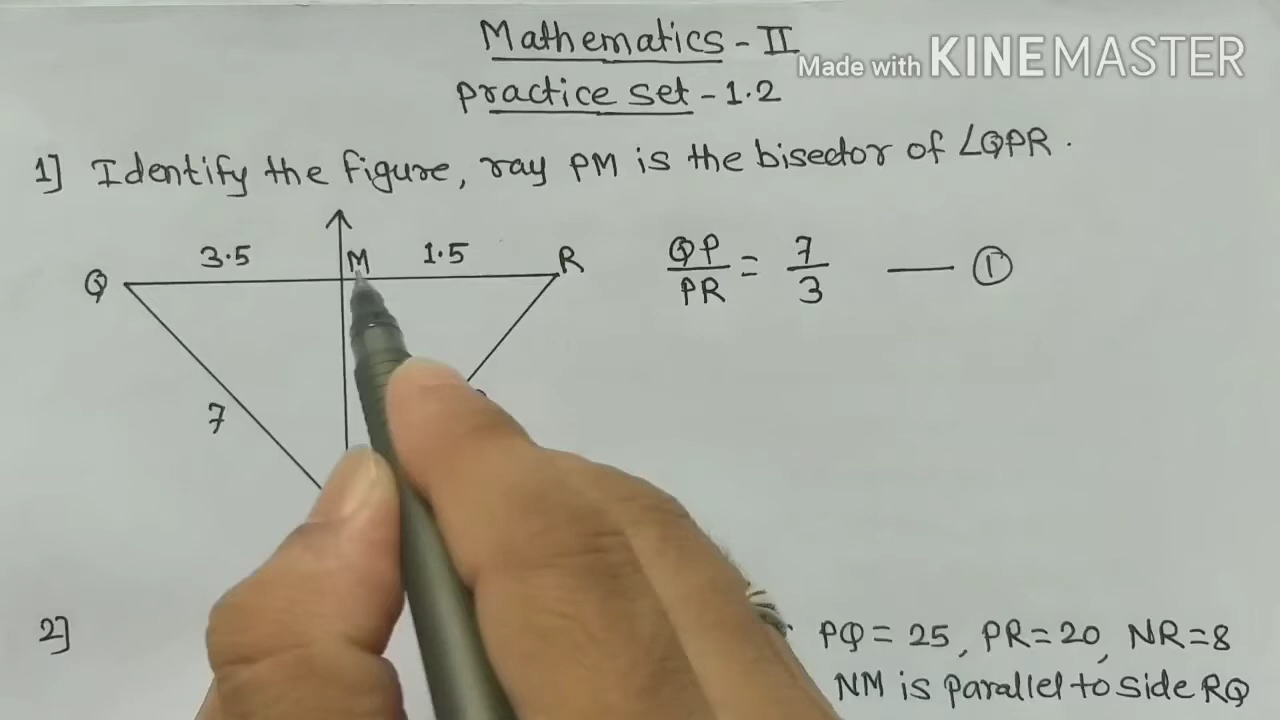 Mathematics - II
Made with KINEMASTER
Practice set - 1.2
1] Identify the figure, ray PM is the bisector of ∠QPR.
Q 3.5 M 1.5 R
QP/PR = 7/3 — ①
7
2]
PQ = 25, PR = 20, NR = 8
NM is parallel to side RQ